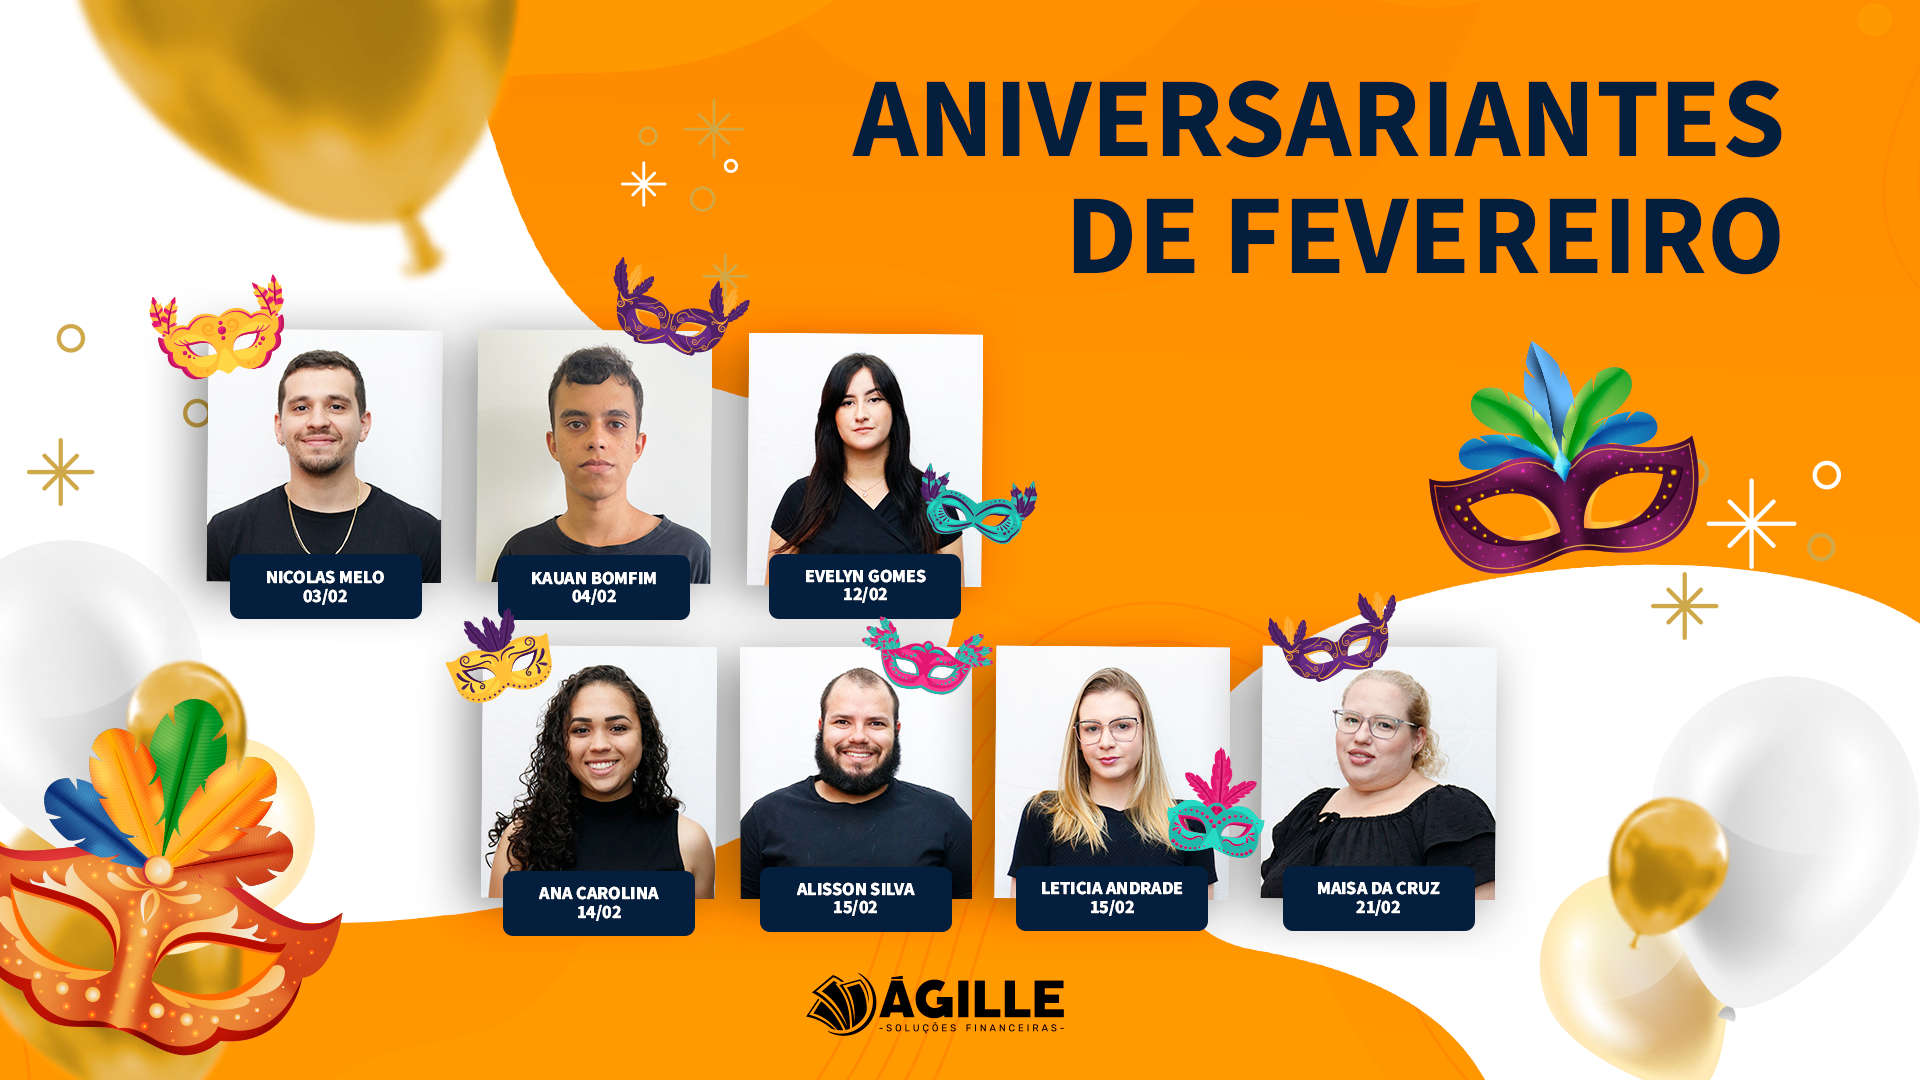 ANIVERSARIANTES
DE FEVEREIRO
NICOLAS MELO
03/02
KAUAN BOMFIM
04/02
EVELYN GOMES
12/02
ANA CAROLINA
14/02
ALISSON SILVA
15/02
LETICIA ANDRADE
15/02
MAISA DA CRUZ
21/02
ÁGILLE
-SOLUÇÕES FINANCEIRAS-